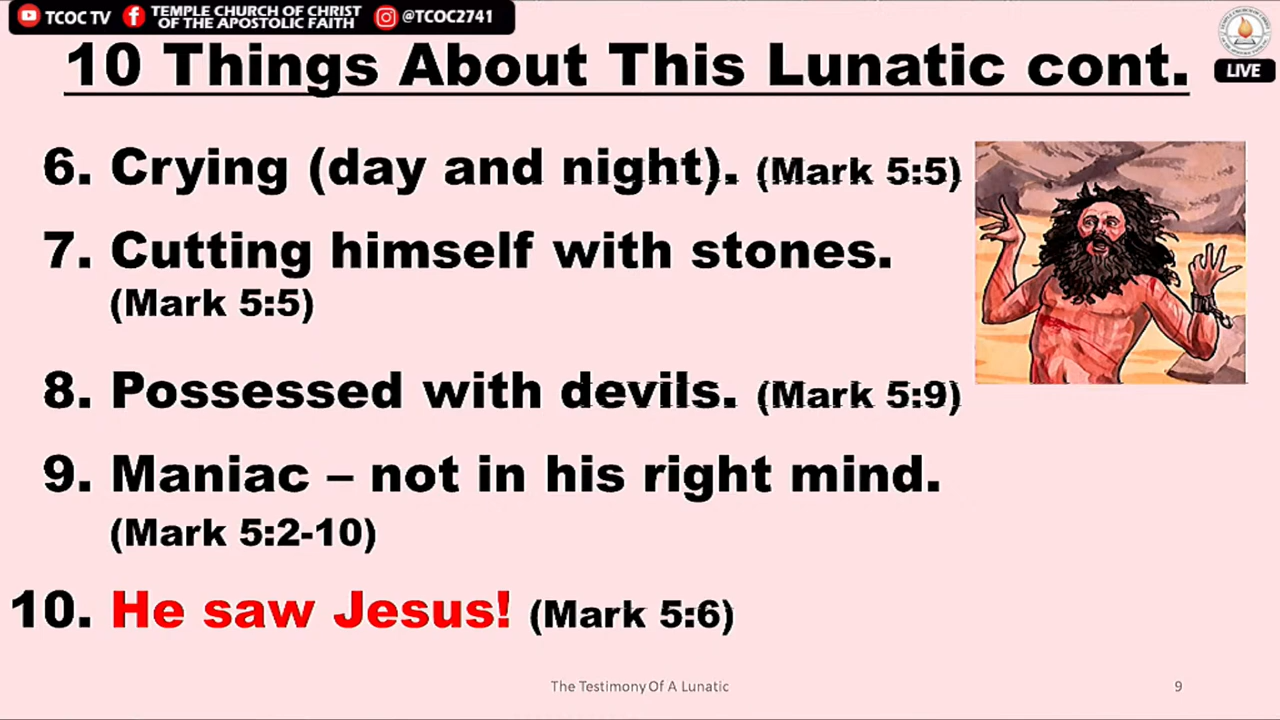 TCOC TV TEMPLE CHURCH OF CHRIST OF THE APOSTOLIC FAITH @TCOC2741
10 Things About This Lunatic cont.
LIVE
6. Crying (day and night). (Mark 5:5)
7. Cutting himself with stones.
(Mark 5:5)
8. Possessed with devils. (Mark 5:9)
9. Maniac – not in his right mind.
(Mark 5:2-10)
10. He saw Jesus! (Mark 5:6)
The Testimony Of A Lunatic 9